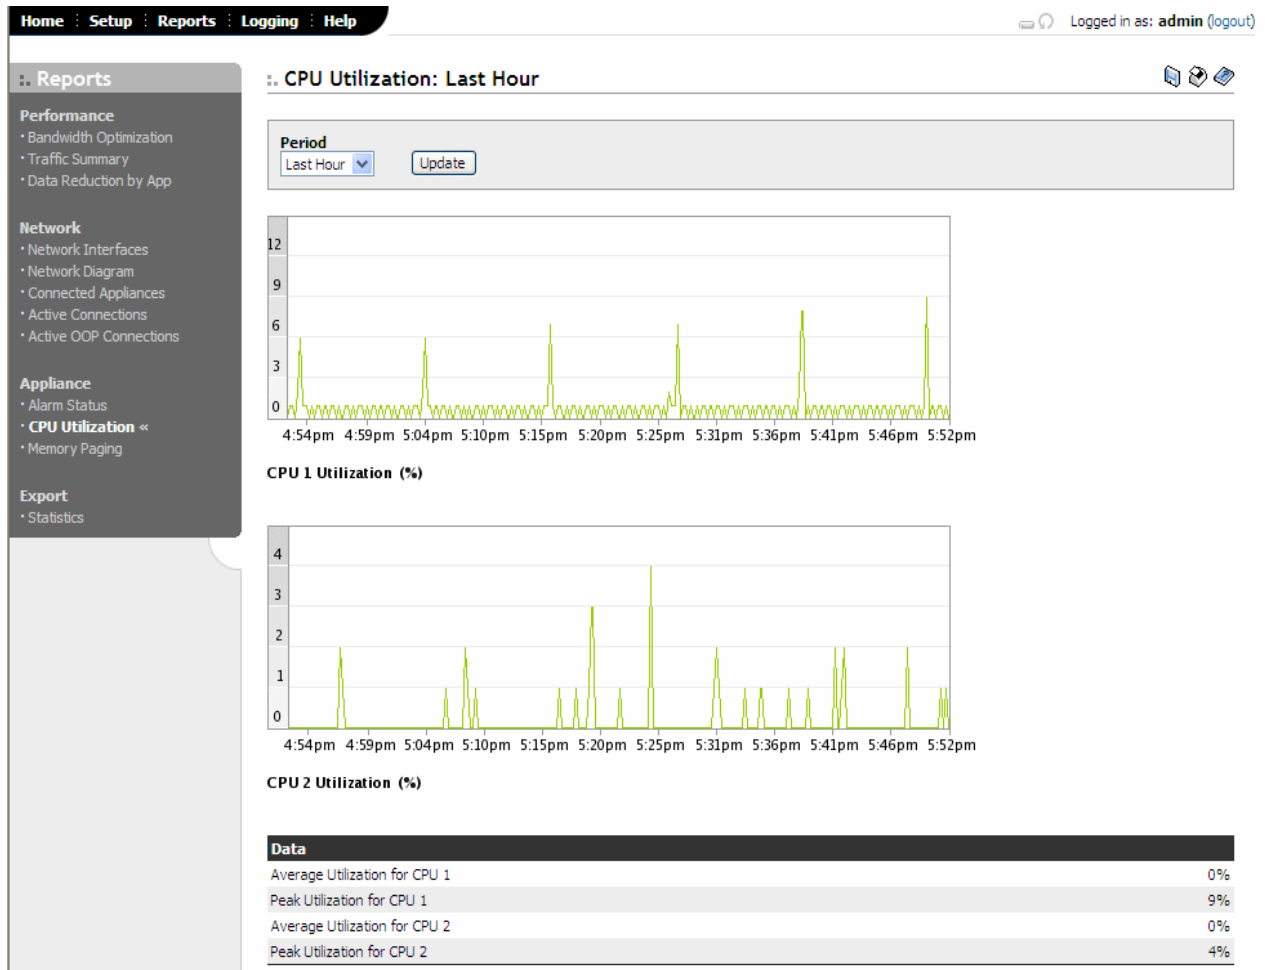 Home Setup Reports Logging Help
Logged in as: admin (logout)
Reports
Performance
Bandwidth Optimization
Traffic Summary
Data Reduction by App
Network
Network Interfaces
Network Diagram
Connected Appliances
Active Connections
Active OOP Connections
Appliance
Alarm Status
CPU Utilization «
Memory Paging
Export
Statistics
CPU Utilization: Last Hour
Period
Last Hour Update
12
9
6
3
0
4:54pm 4:59pm 5:04pm 5:10pm 5:15pm 5:20pm 5:25pm 5:31pm 5:36pm 5:41pm 5:46pm 5:52pm
CPU 1 Utilization (%)
4
3
2
1
0
4:54pm 4:59pm 5:04pm 5:10pm 5:15pm 5:20pm 5:25pm 5:31pm 5:36pm 5:41pm 5:46pm 5:52pm
CPU 2 Utilization (%)
Data
Average Utilization for CPU 1 0%
Peak Utilization for CPU 1 9%
Average Utilization for CPU 2 0%
Peak Utilization for CPU 2 4%